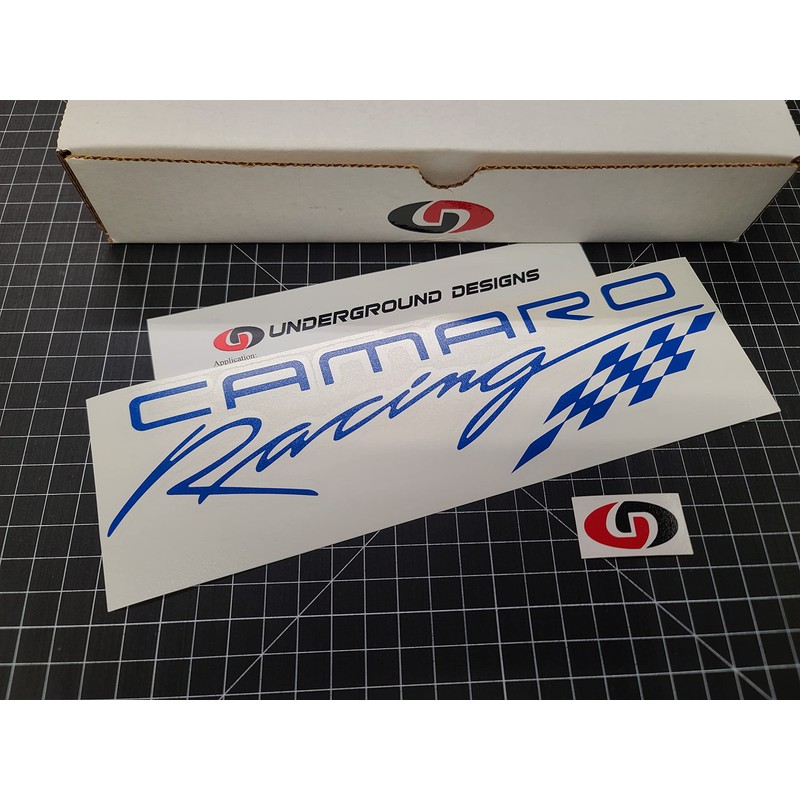 UNDERGROUND DESIGNS
Application:
CAMARO
Racing